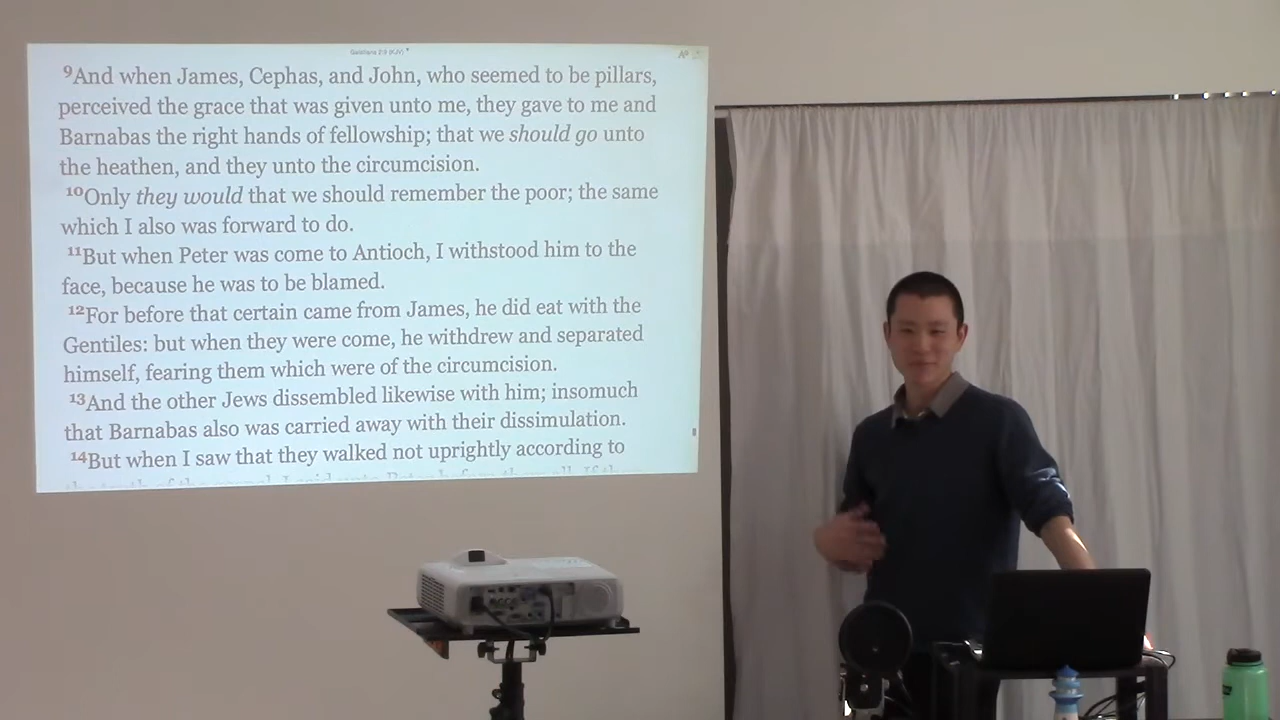 Galatians 2:9 (KJV)
⁹And when James, Cephas, and John, who seemed to be pillars,
perceived the grace that was given unto me, they gave to me and
Barnabas the right hands of fellowship; that we should go unto
the heathen, and they unto the circumcision.
¹⁰Only they would that we should remember the poor; the same
which I also was forward to do.
¹¹But when Peter was come to Antioch, I withstood him to the
face, because he was to be blamed.
¹²For before that certain came from James, he did eat with the
Gentiles: but when they were come, he withdrew and separated
himself, fearing them which were of the circumcision.
¹³And the other Jews dissembled likewise with him; insomuch
that Barnabas also was carried away with their dissimulation.
¹⁴But when I saw that they walked not uprightly according to